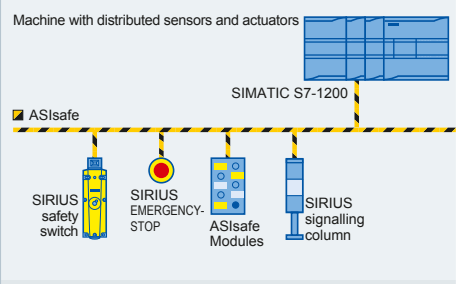 Machine with distributed sensors and actuators
SIMATIC S7-1200
ASIsafe
SIRIUS
safety
switch
SIRIUS
EMERGENCY-
STOP
ASIsafe
Modules
SIRIUS
signalling
column